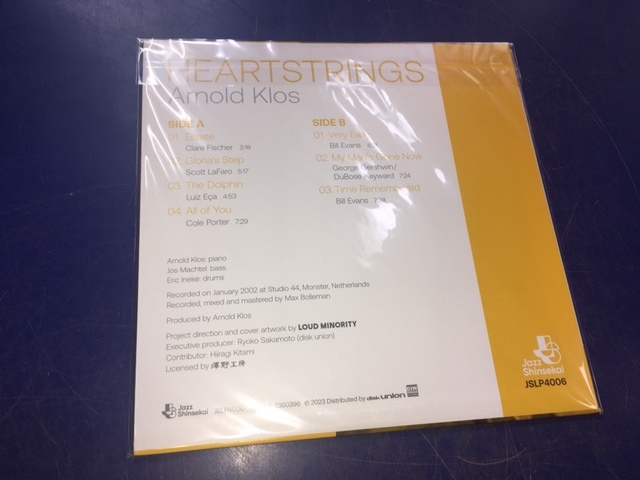 HEARTSTRINGS
Arnold Klos
SIDE A
01.
Clare Fischer 3:18
Gloria's Step
Scott LaFaro 5:17
03. The Dolphin
Luiz Eça 4:53
04. All of You
Cole Porter 7:29
SIDE B
01. Very Early
Bill Evans
02. My Man's Gone Now
George Gershwin/
DuBose Heyward 7:34
03. Time Remembered
Bill Evans
Arnold Klos: piano
Jos Machtel: bass
Eric Ineke: drums
Recorded on January 2002 at Studio 44, Monster, Netherlands
Recorded, mixed and mastered by Max Bolleman
Produced by Arnold Klos
Project direction and cover artwork by LOUD MINORITY
Executive producer: Ryoko Sakamoto (disk union)
Contributor: Hiiragi Kitami
Licensed by 澤野工房
Jazz
Shinsekai
JSLP4006
Jazz
Shinsekai
© 2023 Distributed by disk union